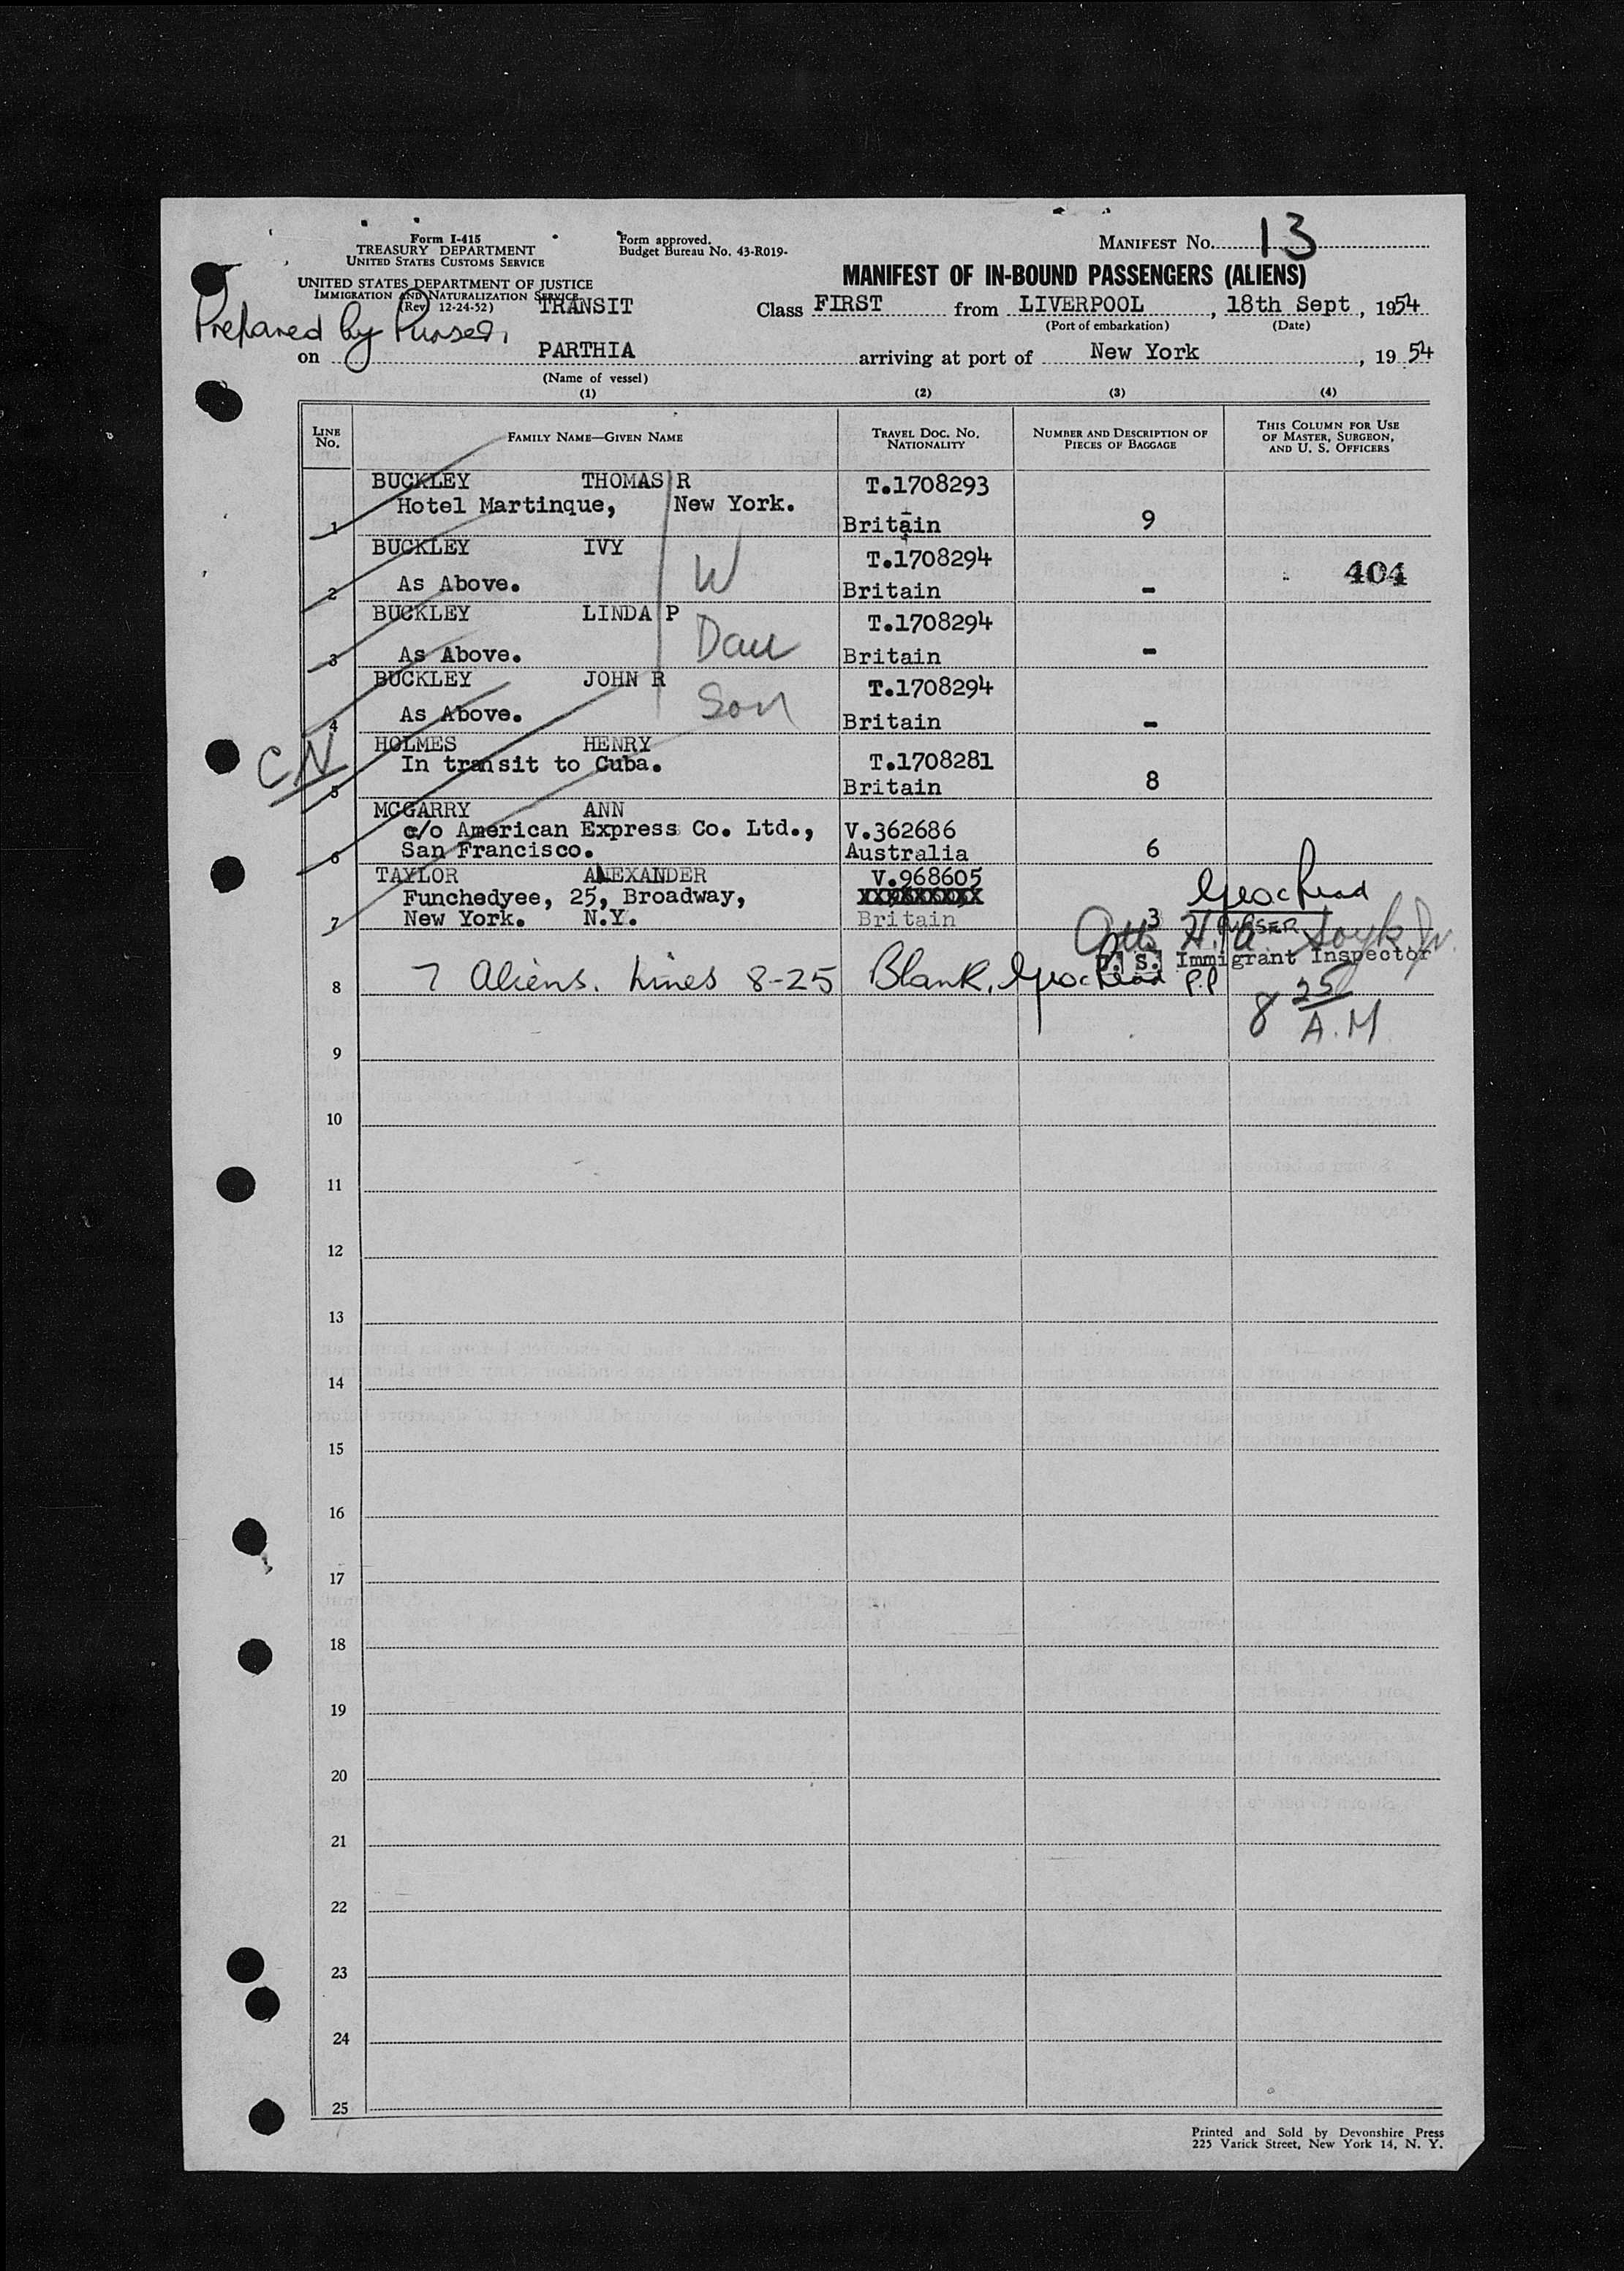 Form I-415
TREASURY DEPARTMENT
UNITED STATES CUSTOMS SERVICE
Form approved.
Budget Bureau No. 43-R019-
MANIFEST No. 13
UNITED STATES DEPARTMENT OF JUSTICE
IMMIGRATION AND NATURALIZATION SERVICE
(Rev. 12-24-52)
MANIFEST OF IN-BOUND PASSENGERS (ALIENS)
TRANSIT
Class FIRST from LIVERPOOL, 18th Sept, 1954
(Port of embarkation) (Date)
Prepared by Purser,
on PARTHIA arriving at port of New York, 1954
(Name of vessel)
(1) (2) (3) (4)
LINE No. FAMILY NAME—GIVEN NAME TRAVEL DOC. NO. NATIONALITY NUMBER AND DESCRIPTION OF PIECES OF BAGGAGE THIS COLUMN FOR USE OF MASTER, SURGEON, AND U. S. OFFICERS
BUCKLEY THOMAS R T.1708293
Hotel Martinque, New York.
1 Britain 9
BUCKLEY IVY W T.1708294
404
2 As Above. Britain -
BUCKLEY LINDA P T.1708294
Dau
3 As Above. Britain -
BUCKLEY JOHN R T.1708294
Son
4 As Above. Britain -
C.N
HOLMES HENRY
In transit to Cuba. T.1708281
5 Britain 8
MCGARRY ANN
c/o American Express Co. Ltd., V.362686
6 San Francisco. Australia 6
TAYLOR ALEXANDER V.968605
Funchedyee, 25, Broadway,
7 New York. N.Y. Britain 3
PURSER
Otto H. A. Soyk Jr.
U. S. Immigrant Inspector
8 7 Aliens. Lines 8-25 Blank. P.P
8 25 A.M
9
10
11
12
13
14
15
16
17
18
19
20
21
22
23
24
25
Printed and Sold by Devonshire Press
225 Varick Street, New York 14, N. Y.